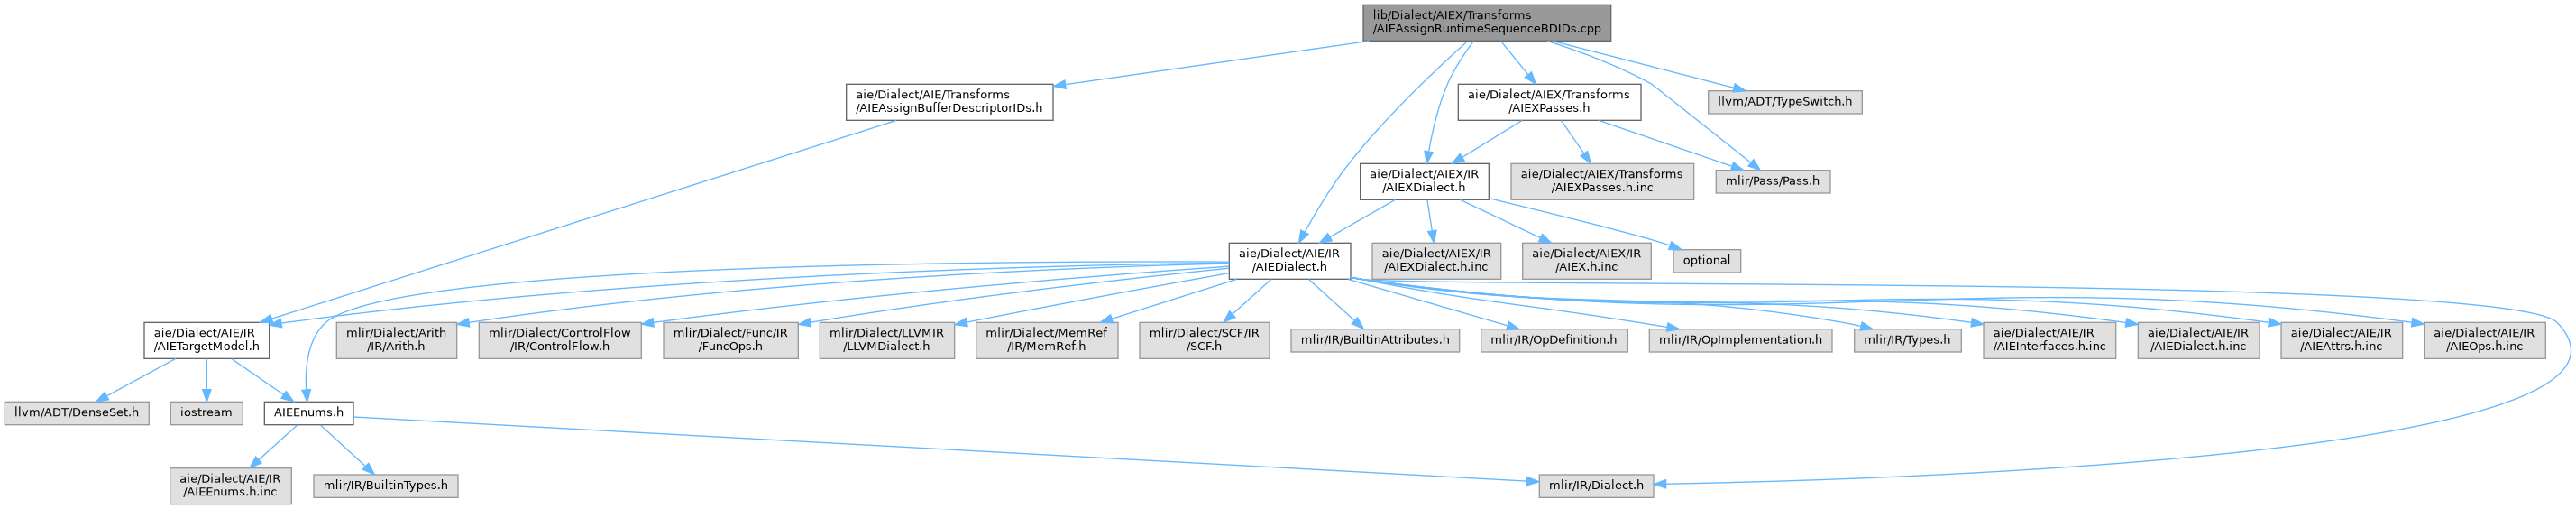 lib/Dialect/AIEX/Transforms
/AIEAssignRuntimeSequenceBDIDs.cpp
aie/Dialect/AIE/Transforms
/AIEAssignBufferDescriptorIDs.h
aie/Dialect/AIEX/Transforms
/AIEXPasses.h
llvm/ADT/TypeSwitch.h
aie/Dialect/AIEX/IR
/AIEXDialect.h
aie/Dialect/AIEX/Transforms
/AIEXPasses.h.inc
mlir/Pass/Pass.h
aie/Dialect/AIE/IR
/AIEDialect.h
aie/Dialect/AIEX/IR
/AIEXDialect.h.inc
aie/Dialect/AIEX/IR
/AIEX.h.inc
optional
aie/Dialect/AIE/IR
/AIETargetModel.h
mlir/Dialect/Arith
/IR/Arith.h
mlir/Dialect/ControlFlow
/IR/ControlFlow.h
mlir/Dialect/Func/IR
/FuncOps.h
mlir/Dialect/LLVMIR
/LLVMDialect.h
mlir/Dialect/MemRef
/IR/MemRef.h
mlir/Dialect/SCF/IR
/SCF.h
mlir/IR/BuiltinAttributes.h
mlir/IR/OpDefinition.h
mlir/IR/OpImplementation.h
mlir/IR/Types.h
aie/Dialect/AIE/IR
/AIEInterfaces.h.inc
aie/Dialect/AIE/IR
/AIEDialect.h.inc
aie/Dialect/AIE/IR
/AIEAttrs.h.inc
aie/Dialect/AIE/IR
/AIEOps.h.inc
llvm/ADT/DenseSet.h
iostream
AIEEnums.h
aie/Dialect/AIE/IR
/AIEEnums.h.inc
mlir/IR/BuiltinTypes.h
mlir/IR/Dialect.h